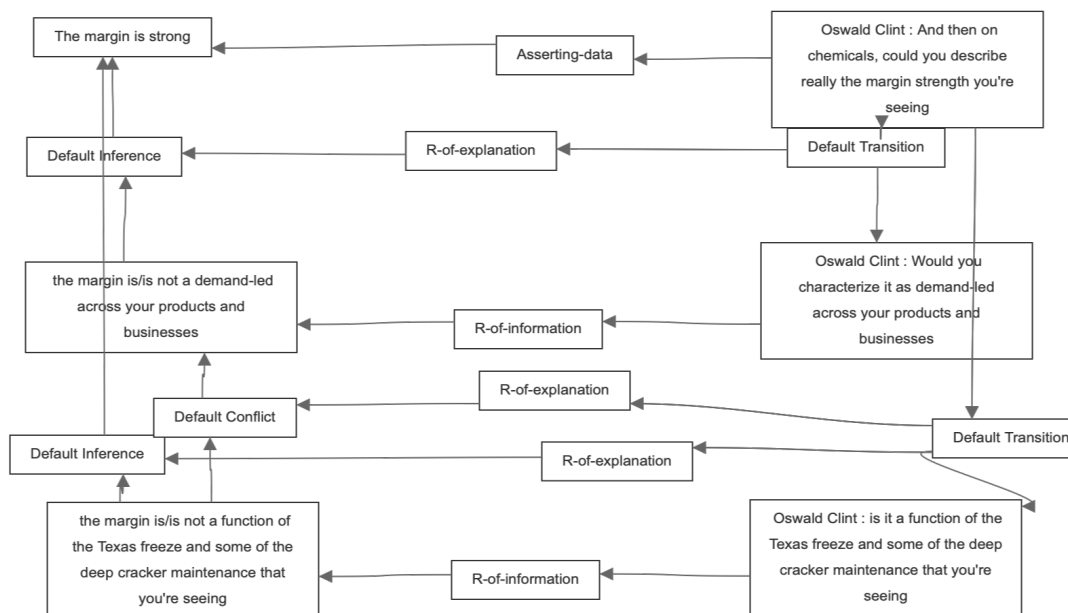 The margin is strong
Asserting-data
Oswald Clint : And then on
chemicals, could you describe
really the margin strength you're
seeing
Default Inference
R-of-explanation
Default Transition
the margin is/is not a demand-led
across your products and
businesses
R-of-information
Oswald Clint : Would you
characterize it as demand-led
across your products and
businesses
R-of-explanation
Default Conflict
Default Transition
Default Inference
R-of-explanation
the margin is/is not a function of
the Texas freeze and some of the
deep cracker maintenance that
you're seeing
R-of-information
Oswald Clint : is it a function of the
Texas freeze and some of the deep
cracker maintenance that you're
seeing